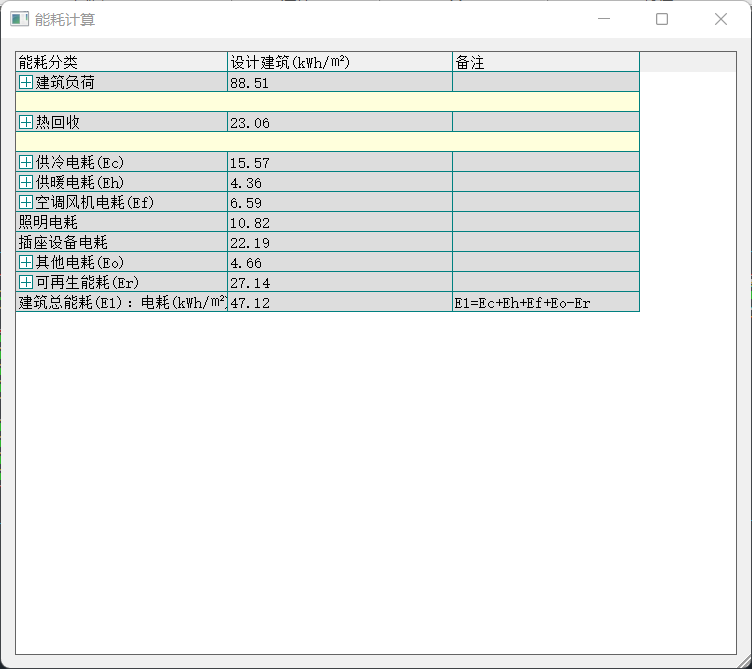 能耗计算
能耗分类 设计建筑(kWh/㎡) 备注
建筑负荷 88.51
热回收 23.06
供冷电耗(Ec) 15.57
供暖电耗(Eh) 4.36
空调风机电耗(Ef) 6.59
照明电耗 10.82
插座设备电耗 22.19
其他电耗(Eo) 4.66
可再生能耗(Er) 27.14
建筑总能耗(E1)：电耗(kWh/㎡) 47.12 E1=Ec+Eh+Ef+Eo-Er